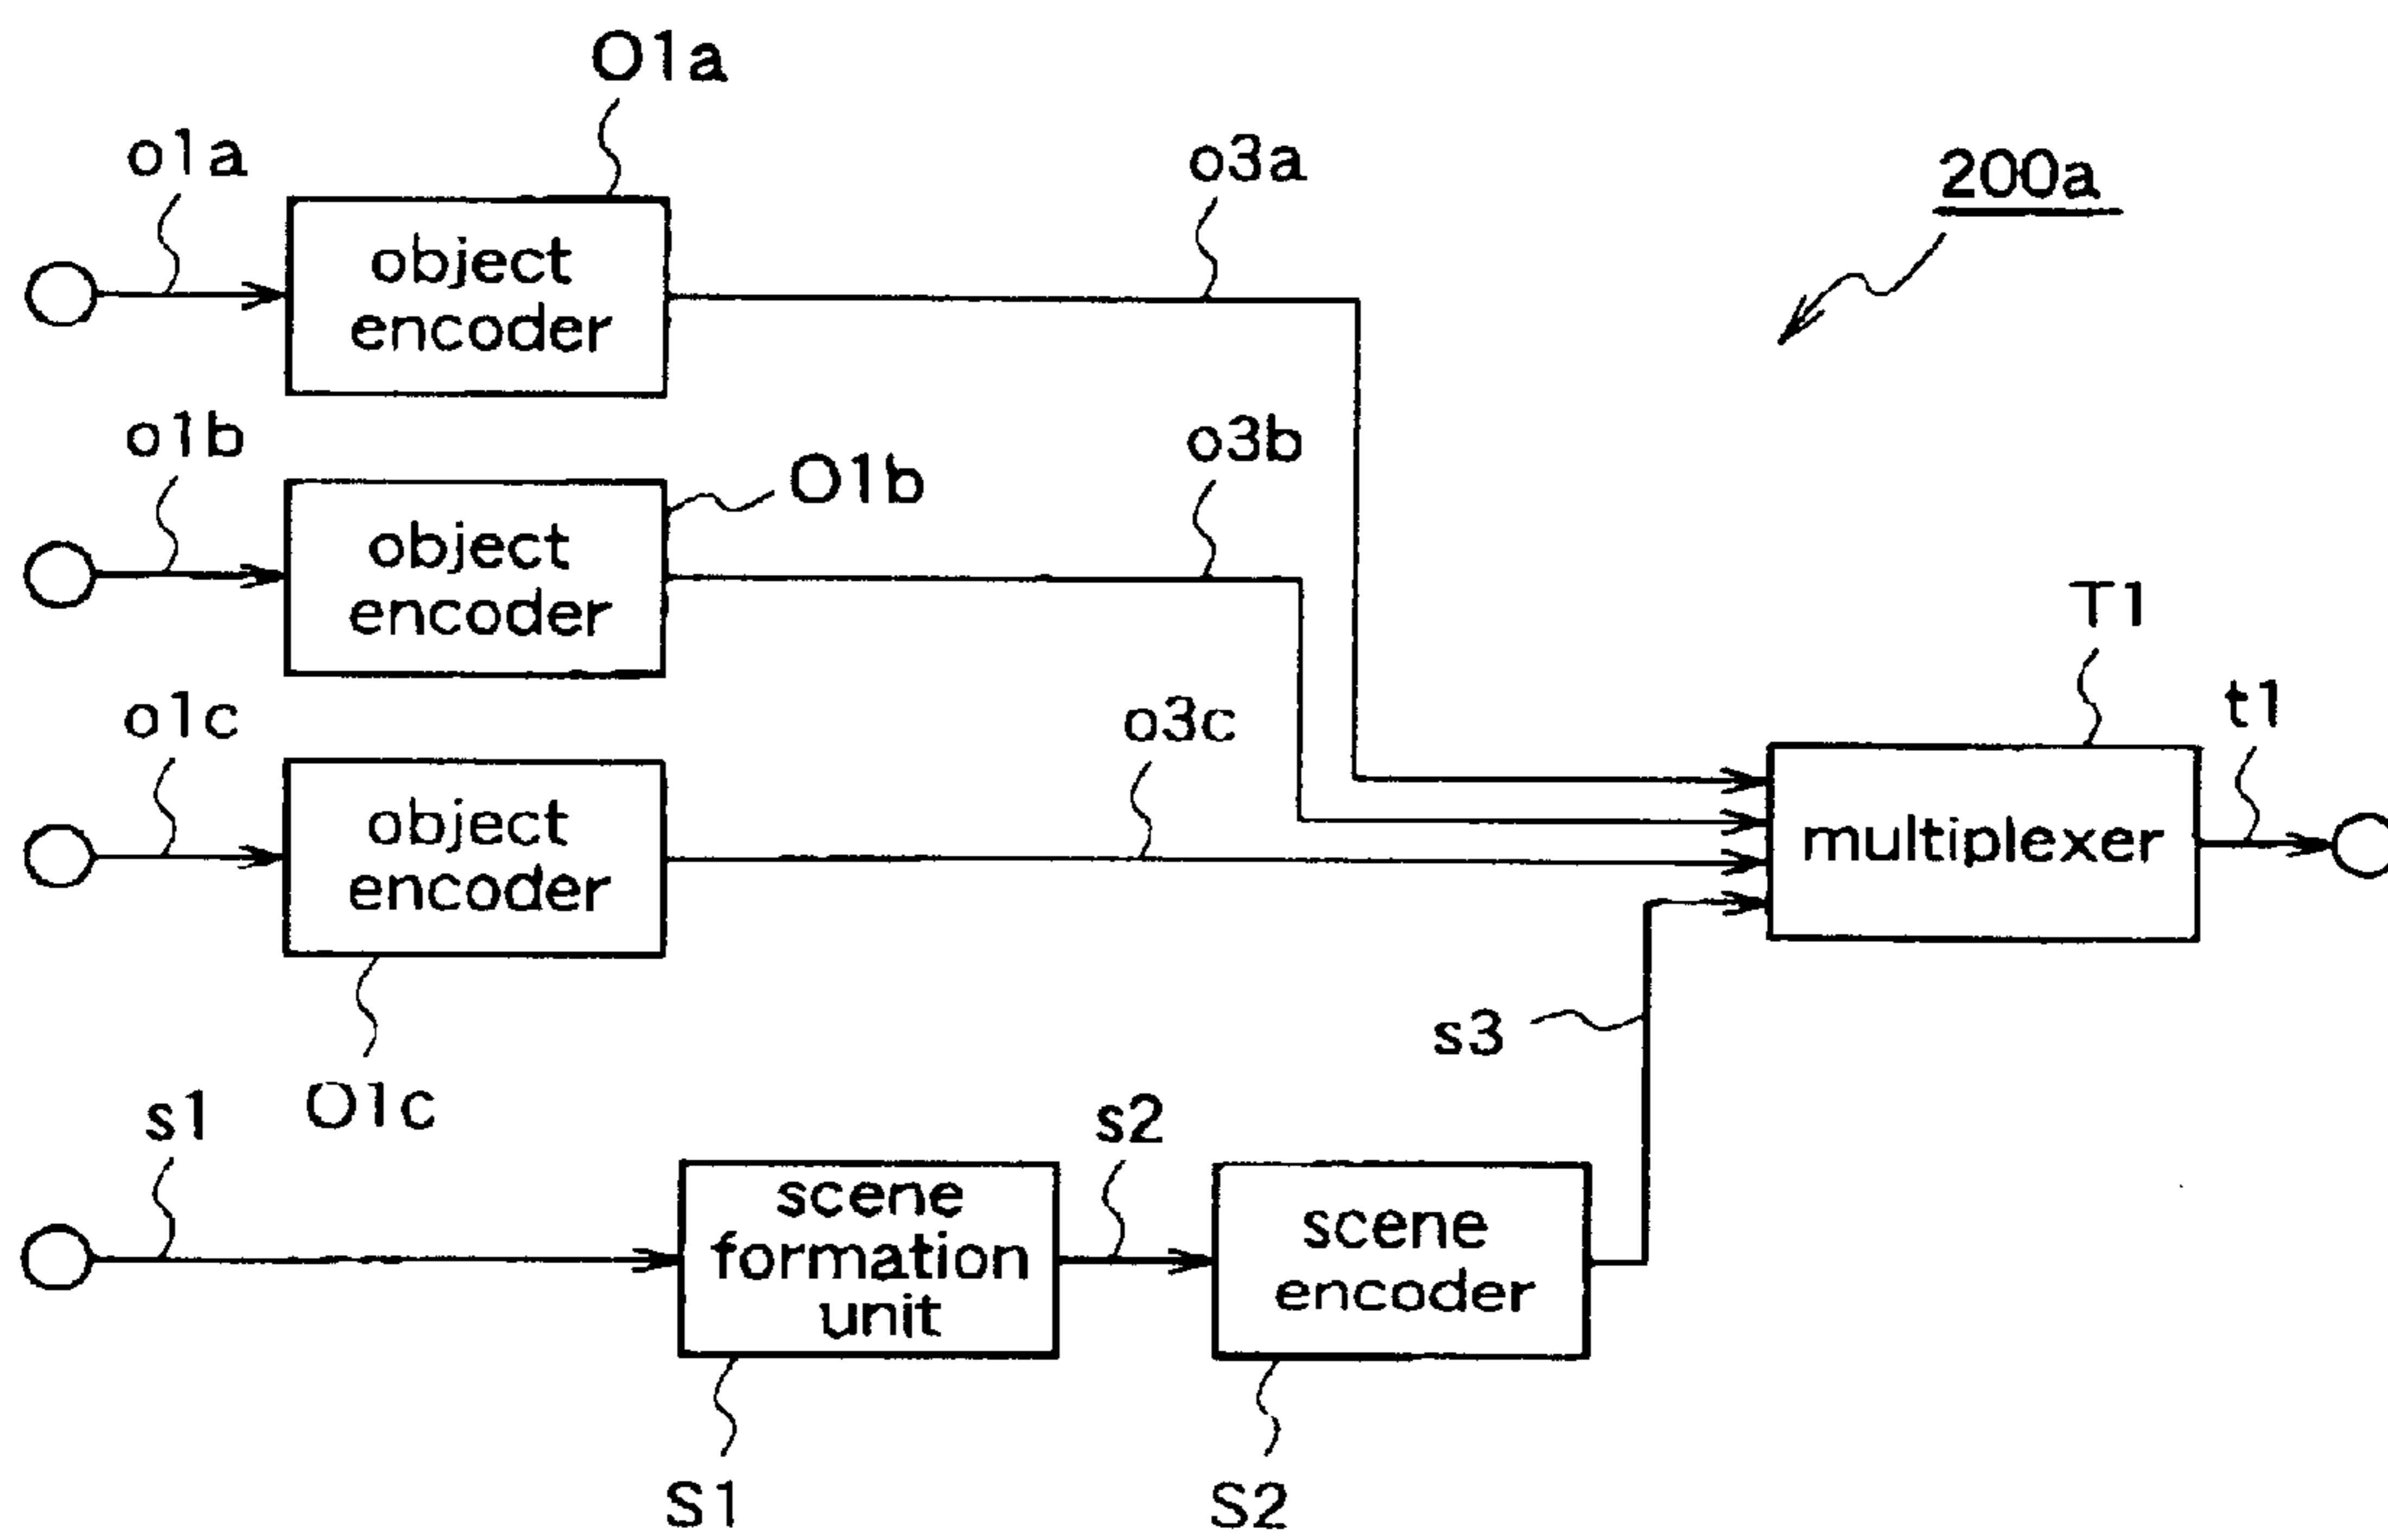 O1a
o1a
o3a
200a
object
encoder
o1b
o3b
O1b
object
encoder
T1
o1c
o3c
t1
object
encoder
multiplexer
s3
O1c
s1
s2
scene
formation
unit
scene
encoder
S1
S2